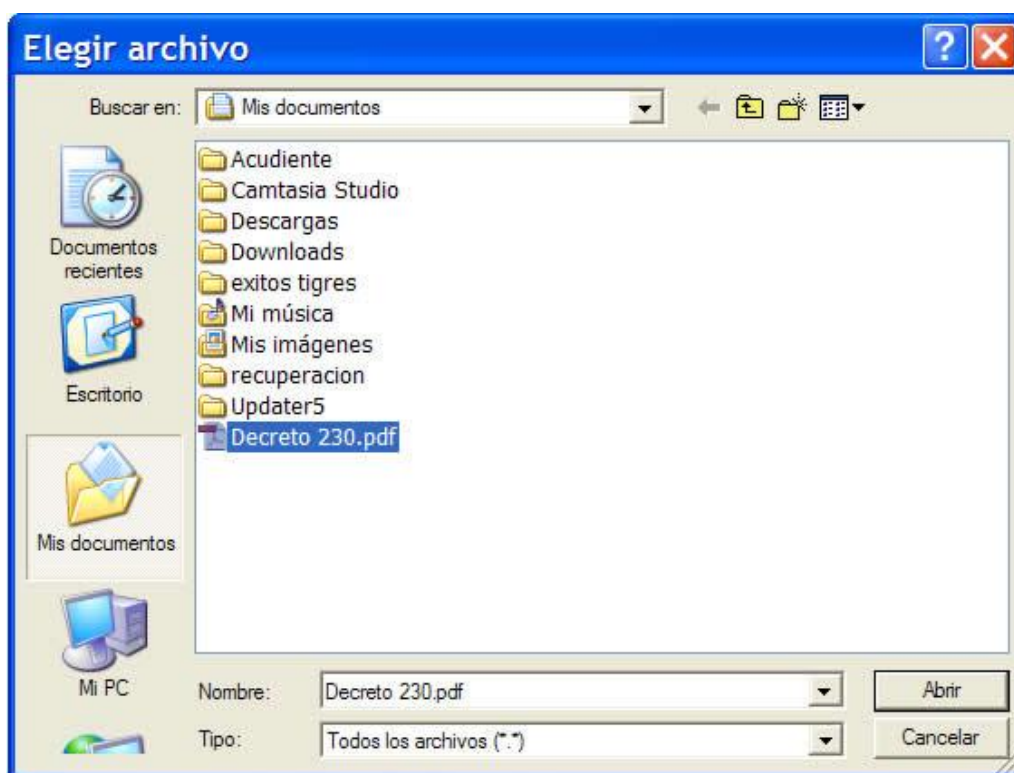 Elegir archivo
Buscar en: Mis documentos
Documentos recientes
Escritorio
Mis documentos
Mi PC
Acudiente
Camtasia Studio
Descargas
Downloads
exitos tigres
Mi música
Mis imágenes
recuperacion
Updater5
Decreto 230.pdf
Nombre: Decreto 230.pdf Abrir
Tipo: Todos los archivos (*.*) Cancelar